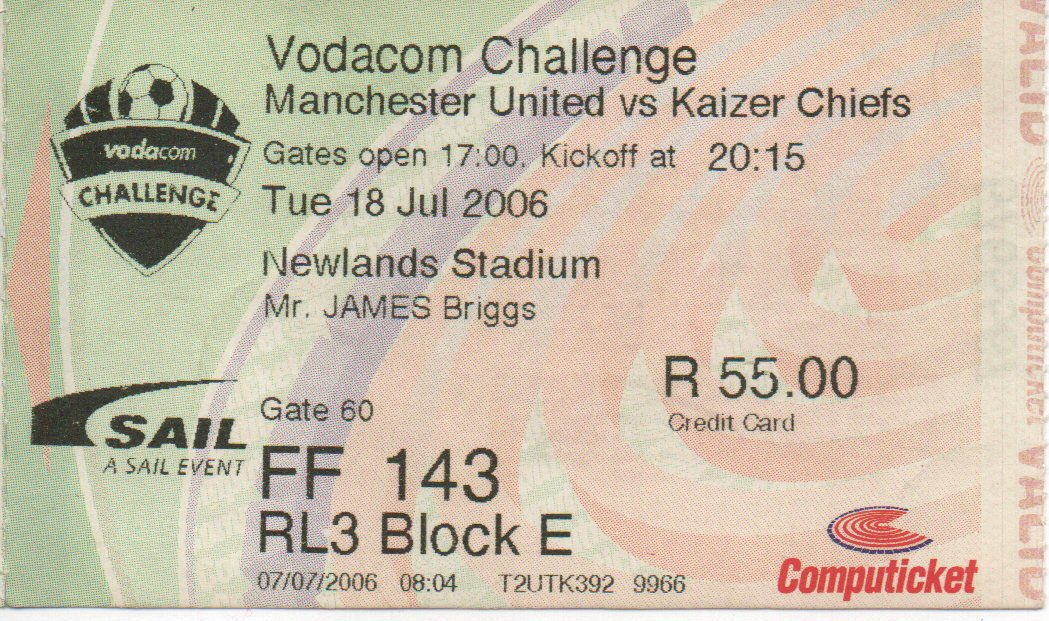 Vodacom Challenge
Manchester United vs Kaizer Chiefs
Gates open 17:00. Kickoff at 20:15
Tue 18 Jul 2006
Newlands Stadium
Mr. JAMES Briggs
vodacom
CHALLENGE
R 55.00
Credit Card
SAIL
A SAIL EVENT
Gate 60
FF 143
RL3 Block E
07/07/2006 08:04 T2UTK392 9966
Computicket
VALID
computicket
VALID